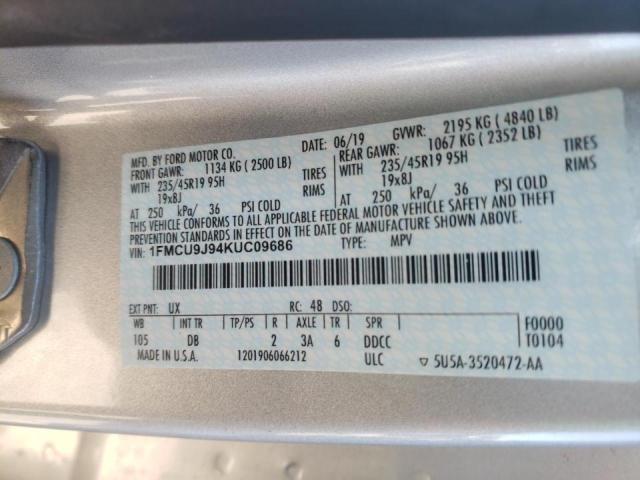 MFD. BY FORD MOTOR CO. DATE: 06/19 GVWR: 2195 KG ( 4840 LB)
FRONT GAWR: 1134 KG ( 2500 LB) REAR GAWR: 1067 KG ( 2352 LB)
WITH 235/45R19 95H TIRES WITH 235/45R19 95H TIRES
19x8J RIMS 19x8J RIMS
AT 250 kPa/ 36 PSI COLD AT 250 kPa/ 36 PSI COLD
THIS VEHICLE CONFORMS TO ALL APPLICABLE FEDERAL MOTOR VEHICLE SAFETY AND THEFT
PREVENTION STANDARDS IN EFFECT ON THE DATE OF MANUFACTURE SHOWN ABOVE.
VIN: 1FMCU9J94KUC09686 TYPE: MPV
EXT PNT: UX RC: 48 DSO:
WB INT TR TP/PS R AXLE TR SPR F0000
105 DB 2 3A 6 DDCC T0104
MADE IN U.S.A. 1201906066212 ULC ▽ 5U5A-3520472-AA